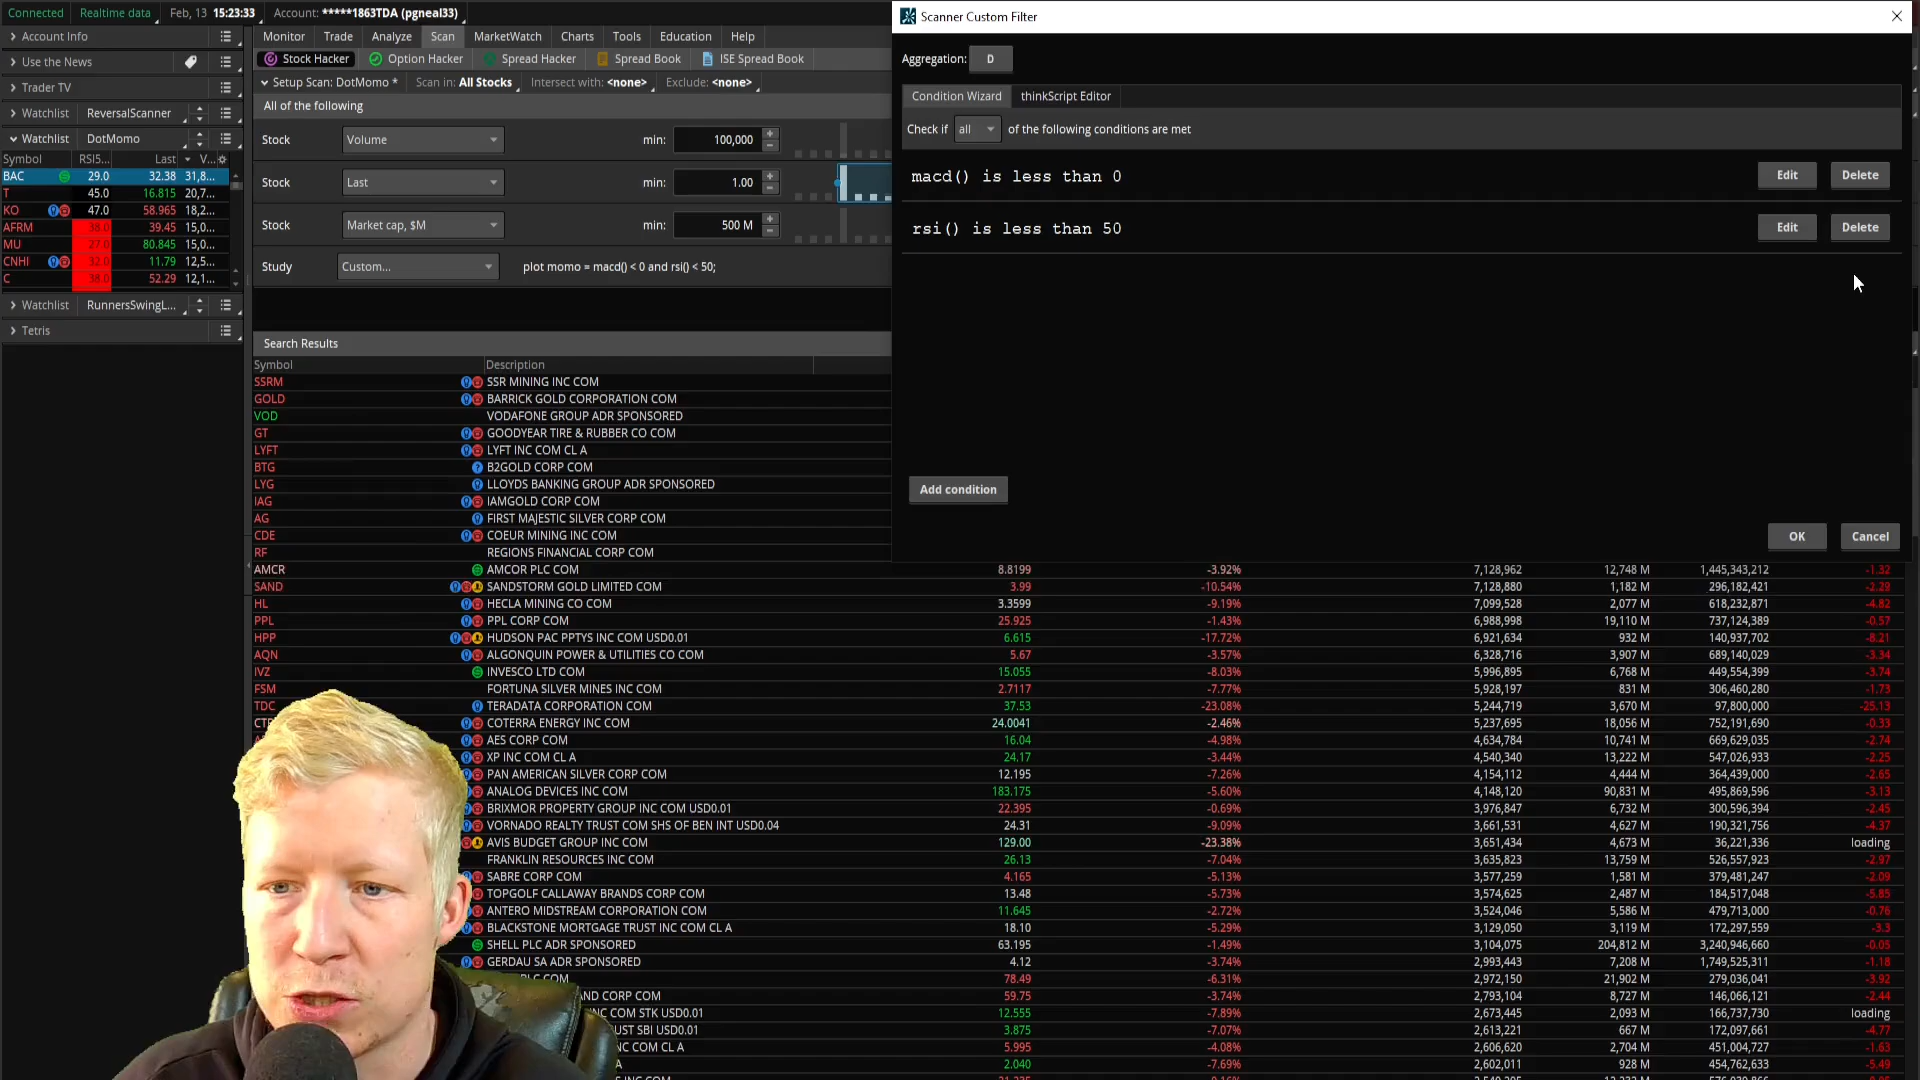 Connected Realtime data Feb, 13 15:23:33 Account: *****1863TDA (pgneal33)
Account Info
Use the News
Trader TV
Watchlist ReversalScanner
Watchlist DotMomo
Symbol RSI5... Last V...
BAC 29.0 32.38 31,8...
T 45.0 16.815 20,7...
KO 47.0 58.965 18,2...
AFRM 38.0 39.45 15,0...
MU 27.0 80.845 15,0...
CNHI 32.0 11.79 12,5...
C 38.0 52.29 12,1...
Watchlist RunnersSwingL...
Tetris
Monitor Trade Analyze Scan MarketWatch Charts Tools Education Help
Stock Hacker Option Hacker Spread Hacker Spread Book ISE Spread Book
Setup Scan: DotMomo * Scan in: All Stocks Intersect with: <none> Exclude: <none>
All of the following
Stock Volume min: 100,000
Stock Last min: 1.00
Stock Market cap, $M min: 500 M
Study Custom... plot momo = macd() < 0 and rsi() < 50;
Scanner Custom Filter
Aggregation: D
Condition Wizard thinkScript Editor
Check if all of the following conditions are met
macd() is less than 0 Edit Delete
rsi() is less than 50 Edit Delete
Add condition
OK Cancel
Search Results
Symbol Description
SSRM SSR MINING INC COM
GOLD BARRICK GOLD CORPORATION COM
VOD VODAFONE GROUP ADR SPONSORED
GT GOODYEAR TIRE & RUBBER CO COM
LYFT LYFT INC COM CL A
BTG B2GOLD CORP COM
LYG LLOYDS BANKING GROUP ADR SPONSORED
IAG IAMGOLD CORP COM
AG FIRST MAJESTIC SILVER CORP COM
CDE COEUR MINING INC COM
RF REGIONS FINANCIAL CORP COM
AMCR AMCOR PLC COM 8.8199 -3.92% 7,128,962 12,748 M 1,445,343,212 -1.32
SAND SANDSTORM GOLD LIMITED COM 3.99 -10.54% 7,128,880 1,182 M 296,182,421 -2.29
HL HECLA MINING CO COM 3.3599 -9.19% 7,099,528 2,077 M 618,232,871 -4.82
PPL PPL CORP COM 25.925 -1.43% 6,988,998 19,110 M 737,124,389 -0.57
HPP HUDSON PAC PPTYS INC COM USD0.01 6.615 -17.72% 6,921,634 932 M 140,937,702 -8.21
AQN ALGONQUIN POWER & UTILITIES CO COM 5.67 -3.57% 6,328,716 3,907 M 689,140,029 -3.34
IVZ INVESCO LTD COM 15.055 -8.03% 5,996,895 6,768 M 449,554,399 -3.74
FSM FORTUNA SILVER MINES INC COM 2.7117 -7.77% 5,928,197 831 M 306,460,280 -1.73
TDC TERADATA CORPORATION COM 37.53 -23.08% 5,244,719 3,670 M 97,800,000 -25.13
COTERRA ENERGY INC COM 24.0041 -2.46% 5,237,695 18,056 M 752,191,690 -0.33
AES CORP COM 16.04 -4.98% 4,634,784 10,741 M 669,629,035 -2.74
XP INC COM CL A 24.17 -3.44% 4,540,340 13,222 M 547,026,933 -2.25
PAN AMERICAN SILVER CORP COM 12.195 -7.26% 4,154,112 4,444 M 364,439,000 -2.65
ANALOG DEVICES INC COM 183.175 -5.60% 4,148,120 90,831 M 495,869,596 -3.13
BRIXMOR PROPERTY GROUP INC COM USD0.01 22.395 -0.69% 3,976,847 6,732 M 300,596,394 -2.45
VORNADO REALTY TRUST COM SHS OF BEN INT USD0.04 24.31 -9.09% 3,661,531 4,627 M 190,321,756 -4.37
AVIS BUDGET GROUP INC COM 129.00 -23.38% 3,651,434 4,673 M 36,221,336 loading
FRANKLIN RESOURCES INC COM 26.13 -7.04% 3,635,823 13,759 M 526,557,923 -2.97
SABRE CORP COM 4.165 -5.13% 3,577,259 1,581 M 379,481,247 -2.09
TOPGOLF CALLAWAY BRANDS CORP COM 13.48 -5.73% 3,574,625 2,487 M 184,517,048 -5.85
ANTERO MIDSTREAM CORPORATION COM 11.645 -2.72% 3,524,046 5,586 M 479,713,000 -0.76
BLACKSTONE MORTGAGE TRUST INC COM CL A 18.10 -5.29% 3,129,050 3,119 M 172,297,559 -3.3
SHELL PLC ADR SPONSORED 63.195 -1.49% 3,104,075 204,812 M 3,240,946,660 -0.05
GERDAU SA ADR SPONSORED 4.12 -3.74% 2,993,443 7,208 M 1,749,525,311 -1.18
COM 78.49 -6.31% 2,972,150 21,902 M 279,036,041 -3.92
AND CORP COM 59.75 -3.74% 2,793,104 8,727 M 146,066,121 -2.44
NC COM STK USD0.01 12.555 -7.89% 2,673,445 2,093 M 166,737,730 loading
UST SBI USD0.01 3.875 -7.07% 2,613,221 667 M 172,097,661 -4.77
NC COM CL A 5.995 -4.08% 2,606,620 2,704 M 451,004,727 -1.63
A 2.040 -7.69% 2,602,011 928 M 454,762,633 -5.49